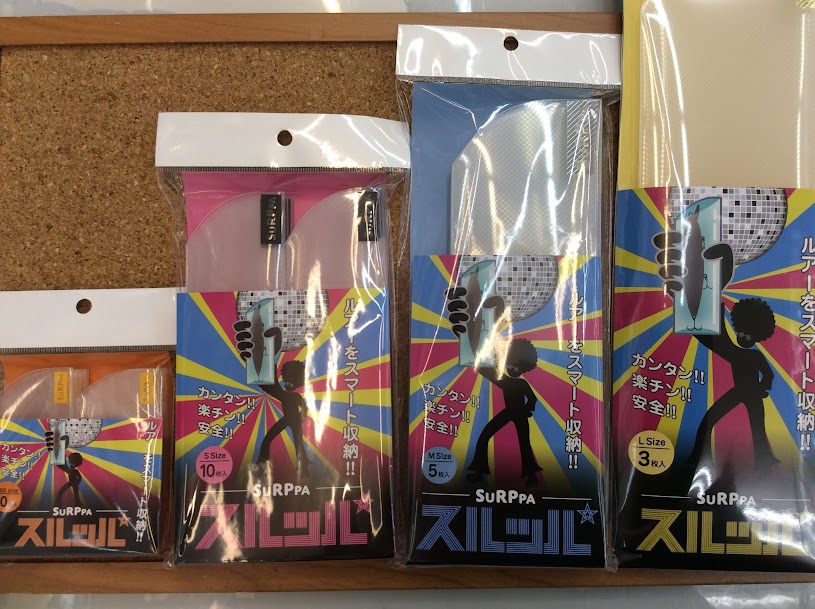 SuRPPA
カンタン!!
楽チン!!
安全!!
ルアーをスマート収納!!
SS Size
SuRPPA
スルッパ
SuRPPA
SuRPPA
ルアーをスマート収納!!
カンタン!!
楽チン!!
安全!!
S Size
10枚入
SuRPPA
スルッパ
ルアーをスマート収納!!
カンタン!!
楽チン!!
安全!!
M Size
5枚入
SuRPPA
スルッパ
ルアーをスマート収納!!
カンタン!!
楽チン!!
安全!!
L Size
3枚入
SuRPPA
スルッパ